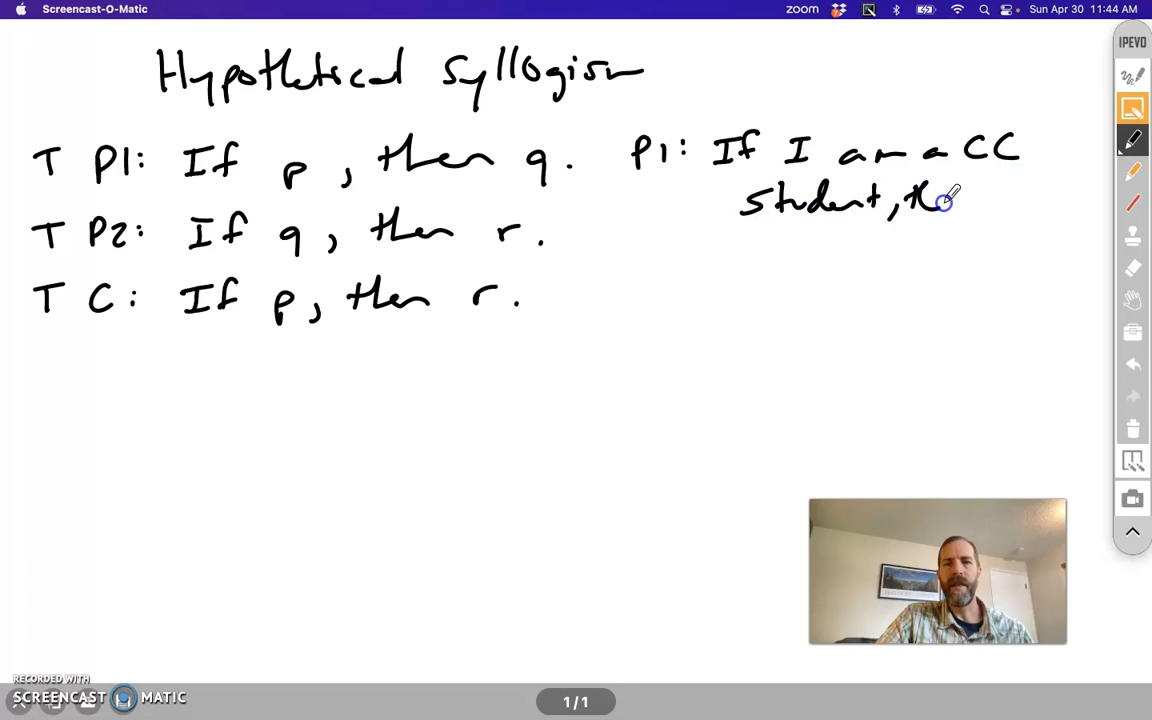 Screencast-O-Matic
zoom
Sun Apr 30 11:44 AM
IPEVO
Hypothetical Syllogism
T P1: If p, then q.
T P2: If q, then r.
T C: If p, then r.
P1: If I am a CC
student, th
RECORDED WITH
SCREENCAST MATIC
1/1